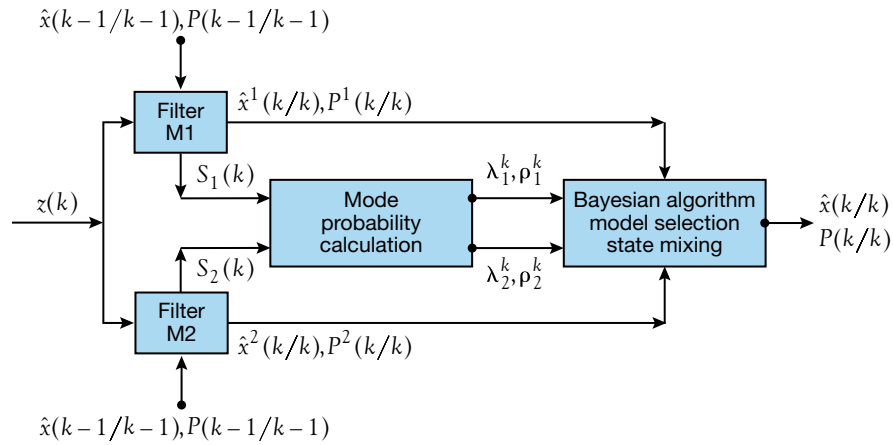 x̂(k−1/k−1),P(k−1/k−1)
Filter
M1
x̂¹(k/k),P¹(k/k)
S₁(k)
λ₁ᵏ,ρ₁ᵏ
z(k)
Mode
probability
calculation
Bayesian algorithm
model selection
state mixing
x̂(k/k)
P(k/k)
S₂(k)
λ₂ᵏ,ρ₂ᵏ
Filter
M2
x̂²(k/k),P²(k/k)
x̂(k−1/k−1),P(k−1/k−1)